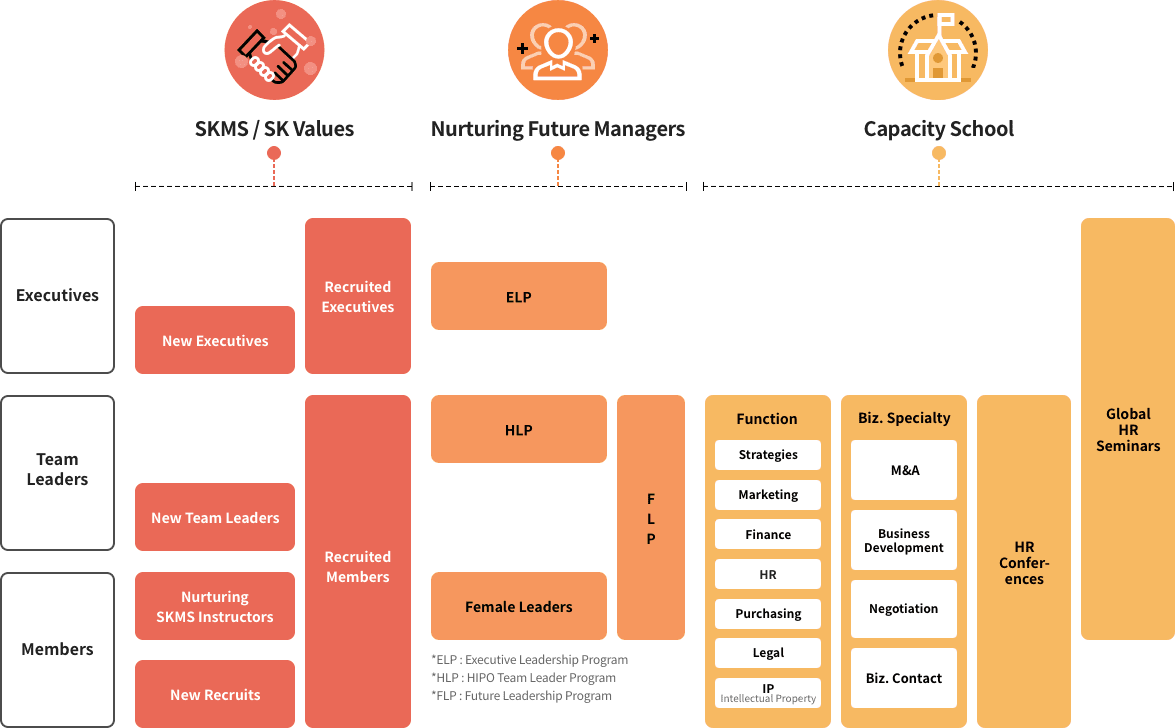 SKMS / SK Values
Nurturing Future Managers
Capacity School
Executives
New Executives
Recruited
Executives
ELP
Team
Leaders
New Team Leaders
Recruited
Members
HLP
F
L
P
Members
Nurturing
SKMS Instructors
New Recruits
Female Leaders
*ELP : Executive Leadership Program
*HLP : HIPO Team Leader Program
*FLP : Future Leadership Program
Function
Strategies
Marketing
Finance
HR
Purchasing
Legal
IP
Intellectual Property
Biz. Specialty
M&A
Business
Development
Negotiation
Biz. Contact
HR
Confer-
ences
Global
HR
Seminars